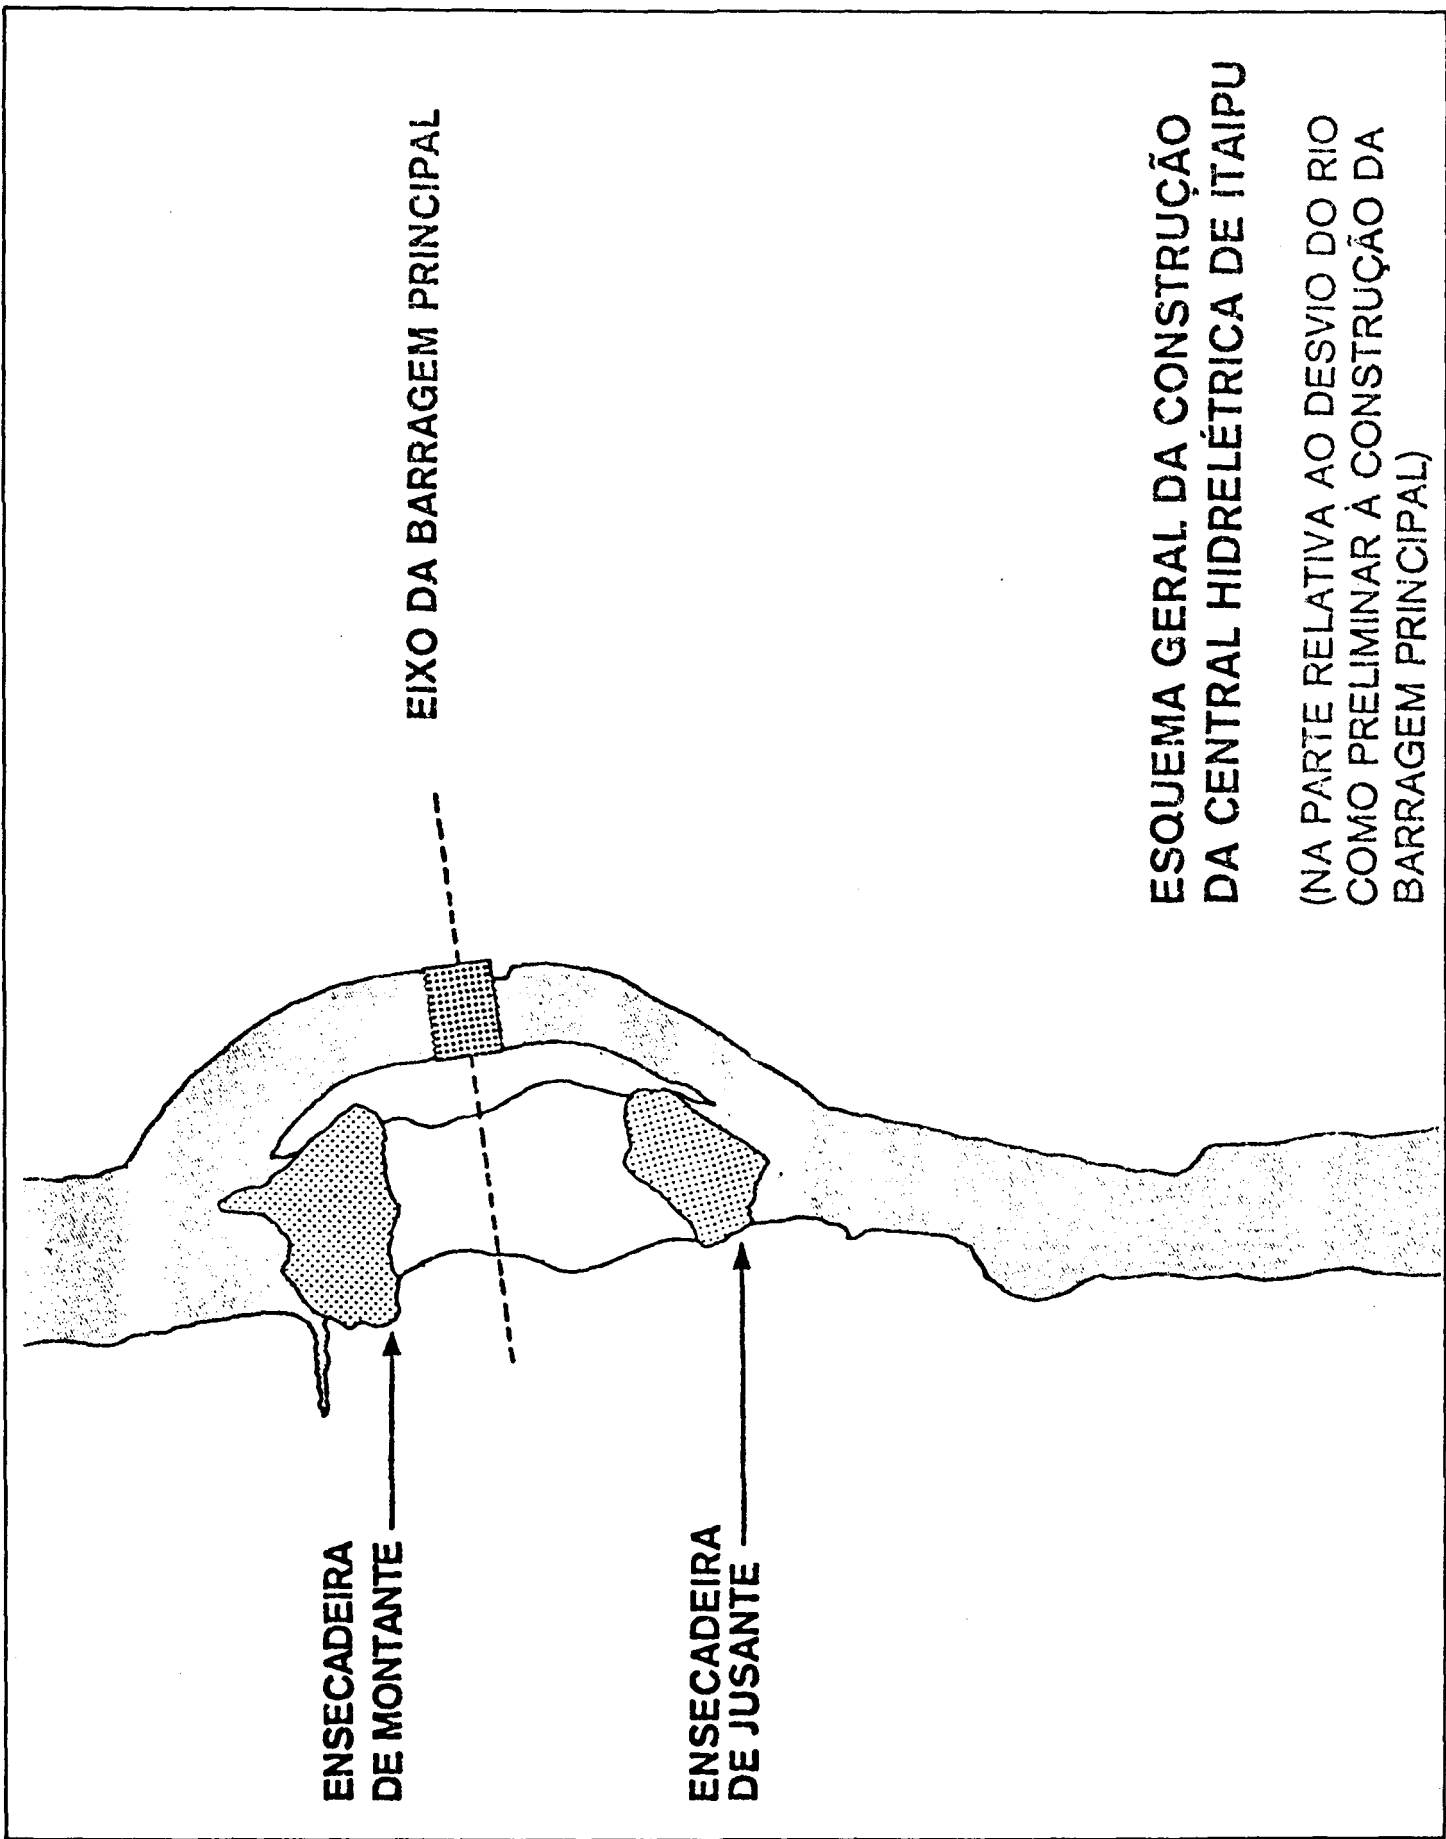 ENSECADEIRA
DE MONTANTE
ENSECADEIRA
DE JUSANTE
EIXO DA BARRAGEM PRINCIPAL
ESQUEMA GERAL DA CONSTRUÇÃO
DA CENTRAL HIDRELÉTRICA DE ITAIPU
(NA PARTE RELATIVA AO DESVIO DO RIO
COMO PRELIMINAR À CONSTRUÇÃO DA
BARRAGEM PRINCIPAL)